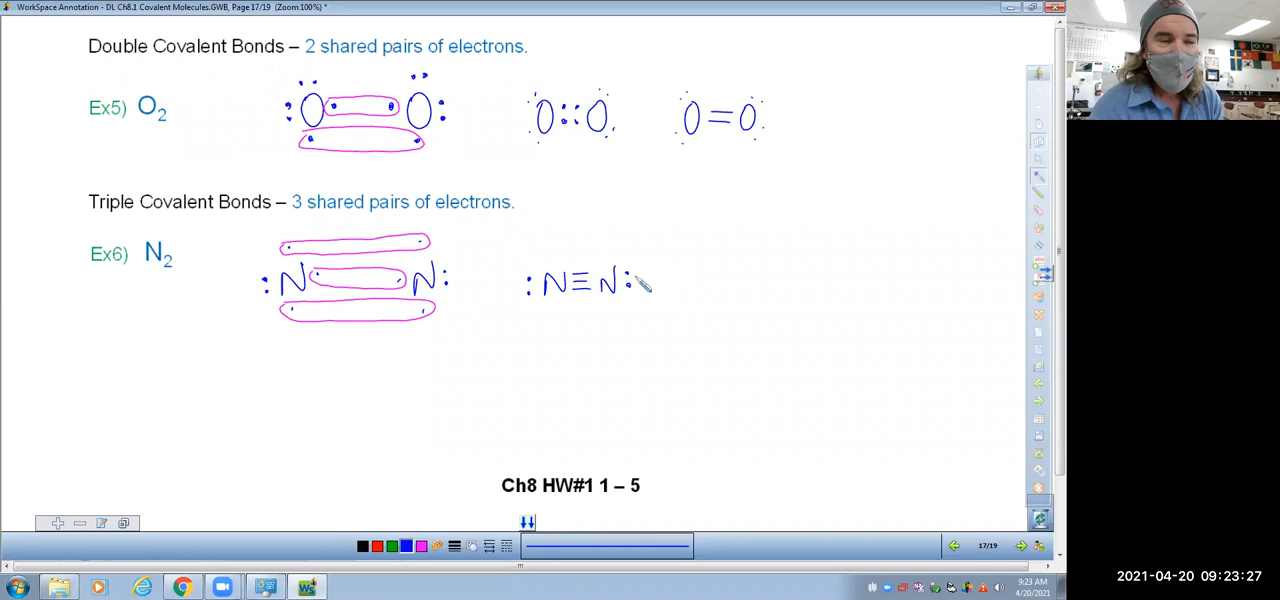 WorkSpace Annotation - DL Ch8.1 Covalent Molecules.GWB, Page 17/19 (Zoom 100%) *
Double Covalent Bonds – 2 shared pairs of electrons.
Ex5) O₂ O O O::O O=O
Triple Covalent Bonds – 3 shared pairs of electrons.
Ex6) N₂ :N N: :N≡N:
Ch8 HW#1 1 – 5
17/19
9:23 AM
4/20/2021
2021-04-20 09:23:27